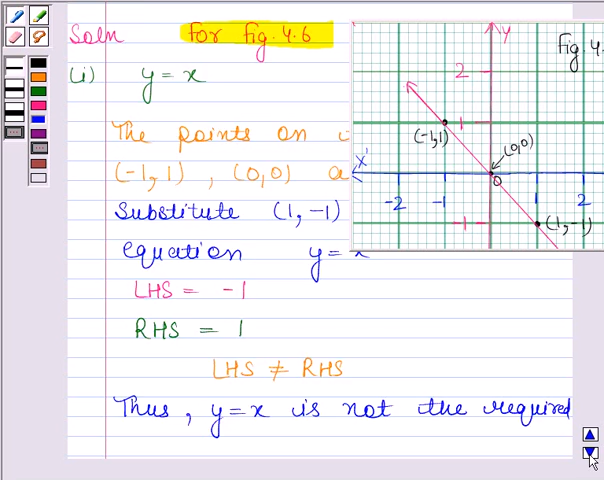 Soln For Fig. 4.6
(i) y = x
The points on
(-1,1) , (0,0)
Substitute (1, -1)
equation y = x
LHS = -1
RHS = 1
LHS ≠ RHS
Thus , y = x is not the required
Fig. 4.
Y
2
1
(-1,1)
(0,0)
X'
0
-2 -1 1 2
-1
(1, -1)